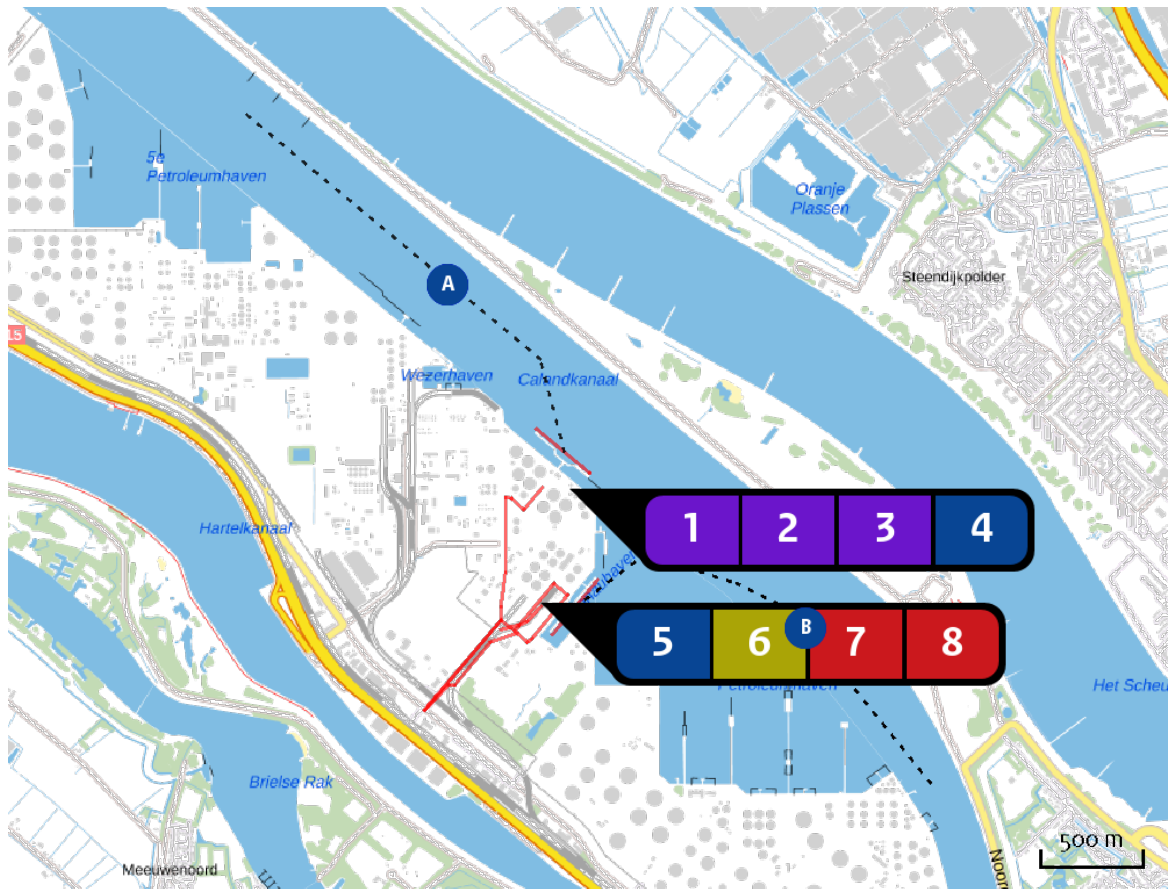 5e
Petroleumhaven
Oranje
Plassen
Steendijkpolder
A
15
Wezerhaven
Calandkanaal
Hartelkanaal
1 2 3 4
5 6 B 7 8
Petroleumhaven
Het Scheu
Brielse Rak
500 m
Meeuwenoord
Noord